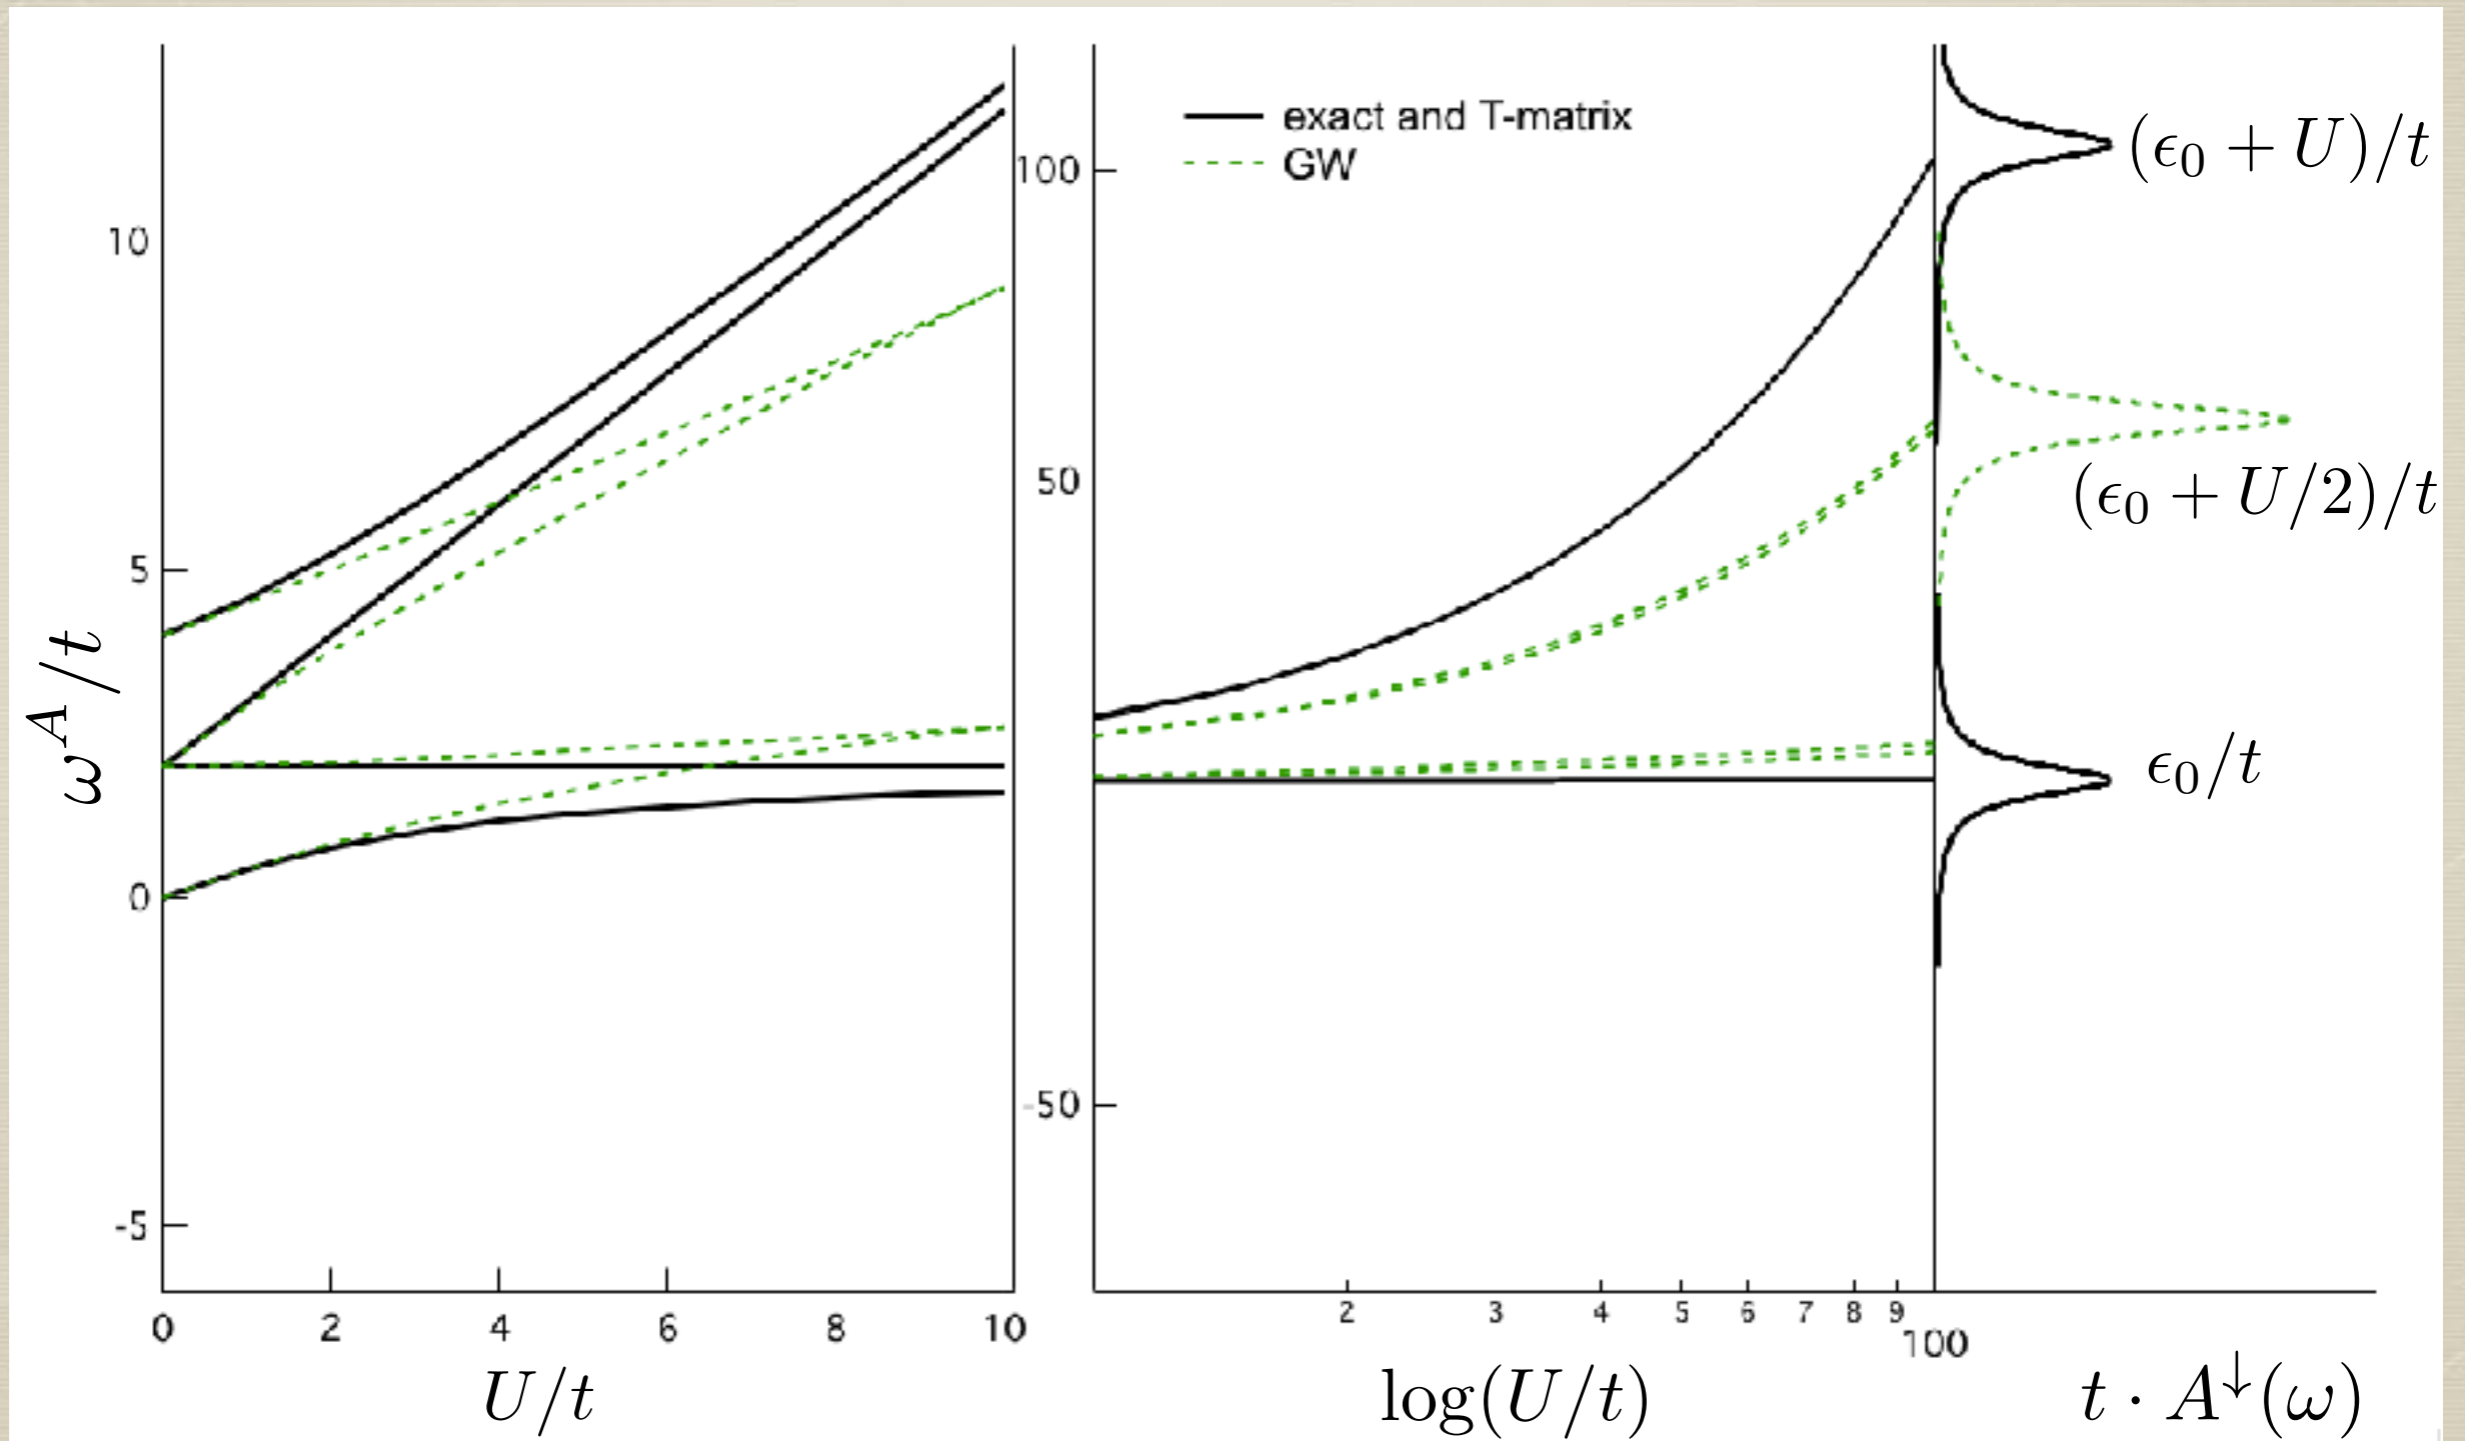 exact and T-matrix
GW
10
5
0
-5
ω^A/t
0 2 4 6 8 10
U/t
100
50
-50
2 3 4 5 6 7 8 9
100
log(U/t)
(ϵ₀ + U)/t
(ϵ₀ + U/2)/t
ϵ₀/t
t · A^↓(ω)